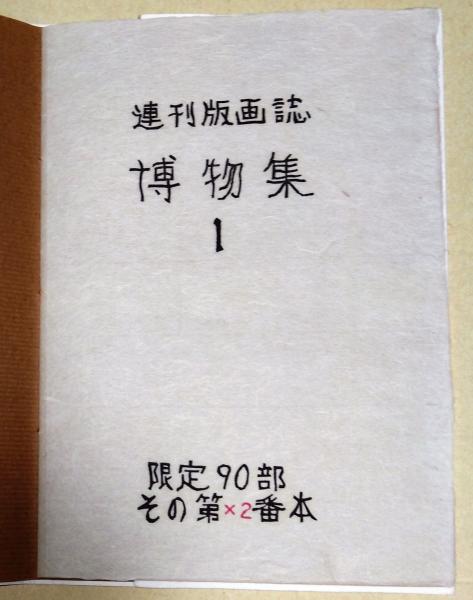 連刊版画誌
博物集
1
限定90部
その第×2番本